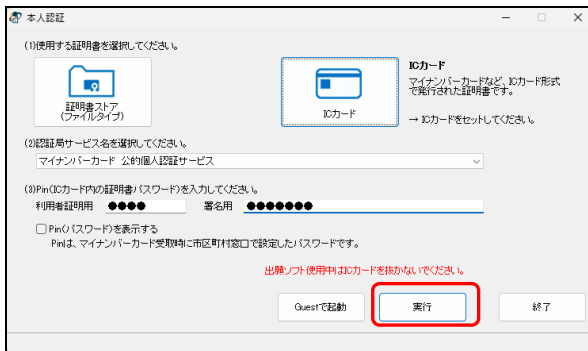 本人認証
(1)使用する証明書を選択してください。
証明書ストア
(ファイルタイプ)
ICカード
ICカード
マイナンバーカードなど、ICカード形式
で発行された証明書です。
→ ICカードをセットしてください。
(2)認証局サービス名を選択してください。
マイナンバーカード 公的個人認証サービス
(3)Pin(ICカード内の証明書パスワード)を入力してください。
利用者証明用 ●●●● 署名用 ●●●●●●●
Pin(パスワード)を表示する
Pinは、マイナンバーカード受取時に市区町村窓口で設定したパスワードです。
出願ソフト使用中はICカードを抜かないでください。
Guestで起動 実行 終了